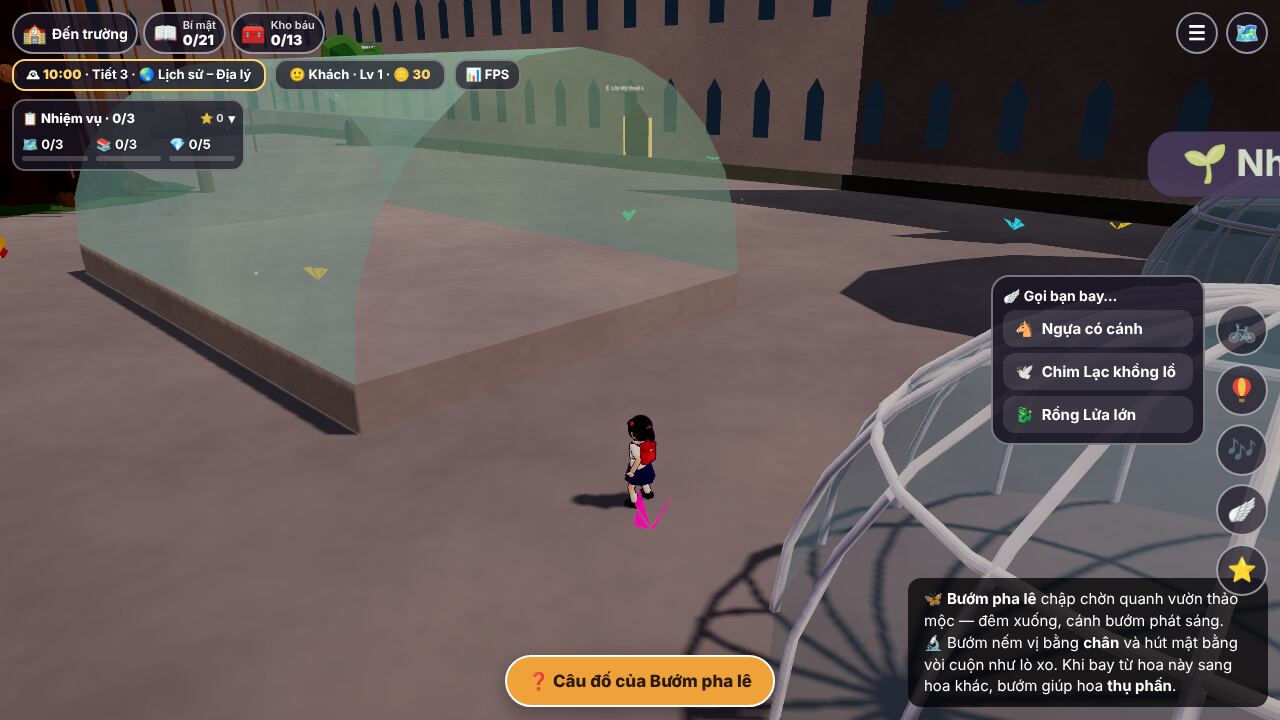 Đến trường
Bí mật
0/21
Kho báu
0/13
10:00 · Tiết 3 · Lịch sử – Địa lý
Khách · Lv 1 · 30
FPS
Nhiệm vụ · 0/3
0
0/3
0/3
0/5
Nh
Gọi bạn bay...
Ngựa có cánh
Chim Lạc khổng lồ
Rồng Lửa lớn
Bướm pha lê chập chờn quanh vườn thảo
mộc — đêm xuống, cánh bướm phát sáng.
Bướm nếm vị bằng chân và hút mật bằng
vòi cuộn như lò xo. Khi bay từ hoa này sang
hoa khác, bướm giúp hoa thụ phấn.
Câu đố của Bướm pha lê